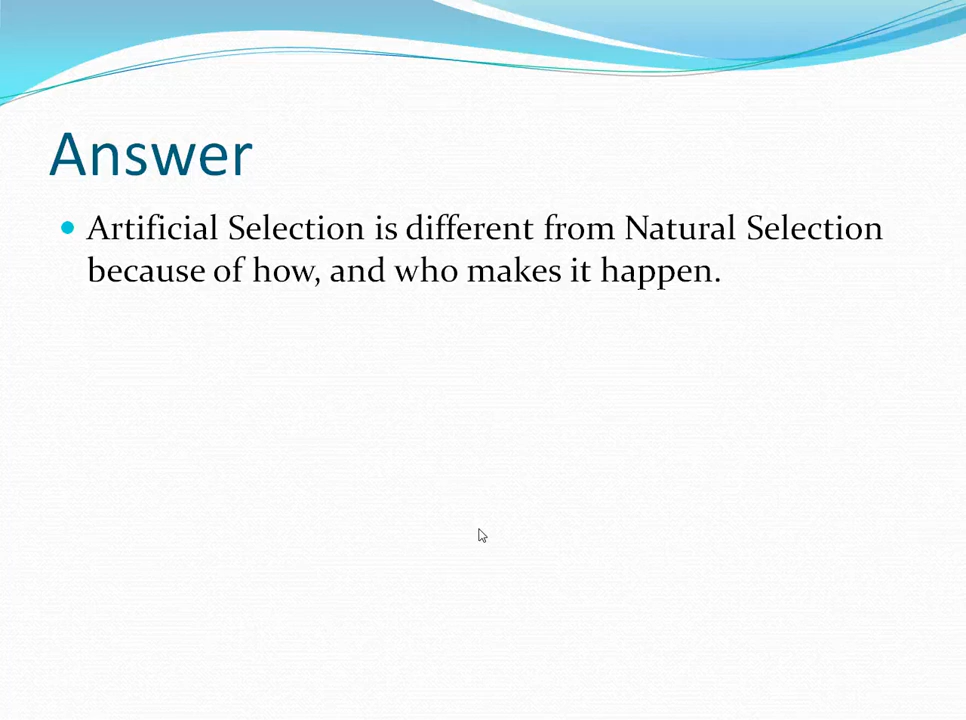 Answer
Artificial Selection is different from Natural Selection
because of how, and who makes it happen.